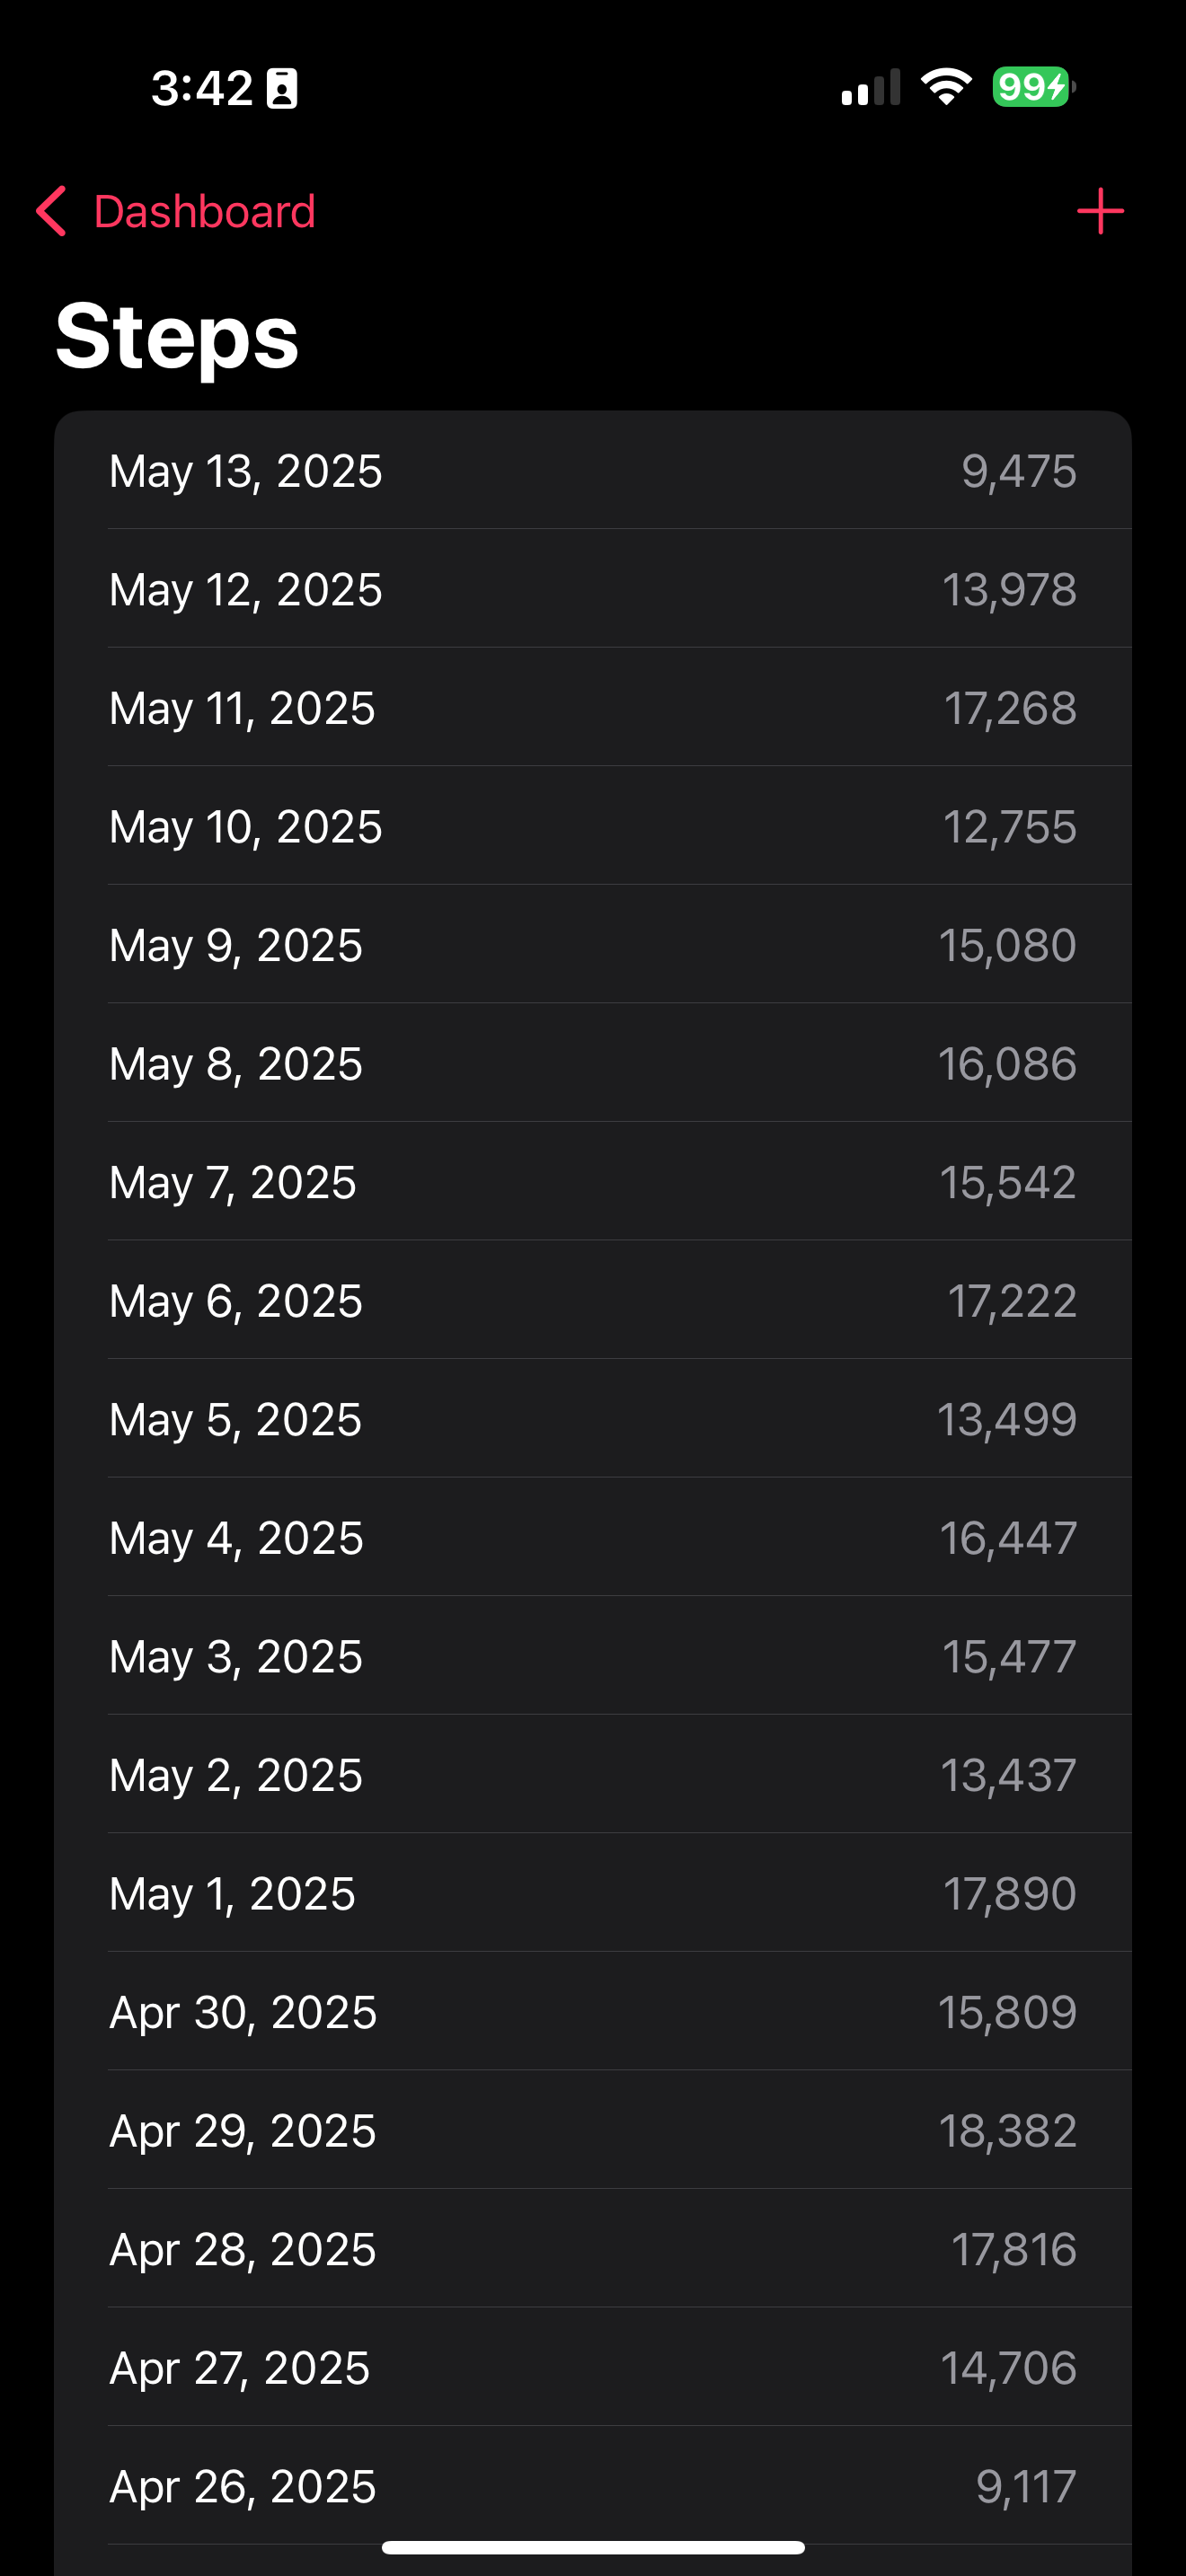 3:42
99
Dashboard
Steps
May 13, 2025 9,475
May 12, 2025 13,978
May 11, 2025 17,268
May 10, 2025 12,755
May 9, 2025 15,080
May 8, 2025 16,086
May 7, 2025 15,542
May 6, 2025 17,222
May 5, 2025 13,499
May 4, 2025 16,447
May 3, 2025 15,477
May 2, 2025 13,437
May 1, 2025 17,890
Apr 30, 2025 15,809
Apr 29, 2025 18,382
Apr 28, 2025 17,816
Apr 27, 2025 14,706
Apr 26, 2025 9,117